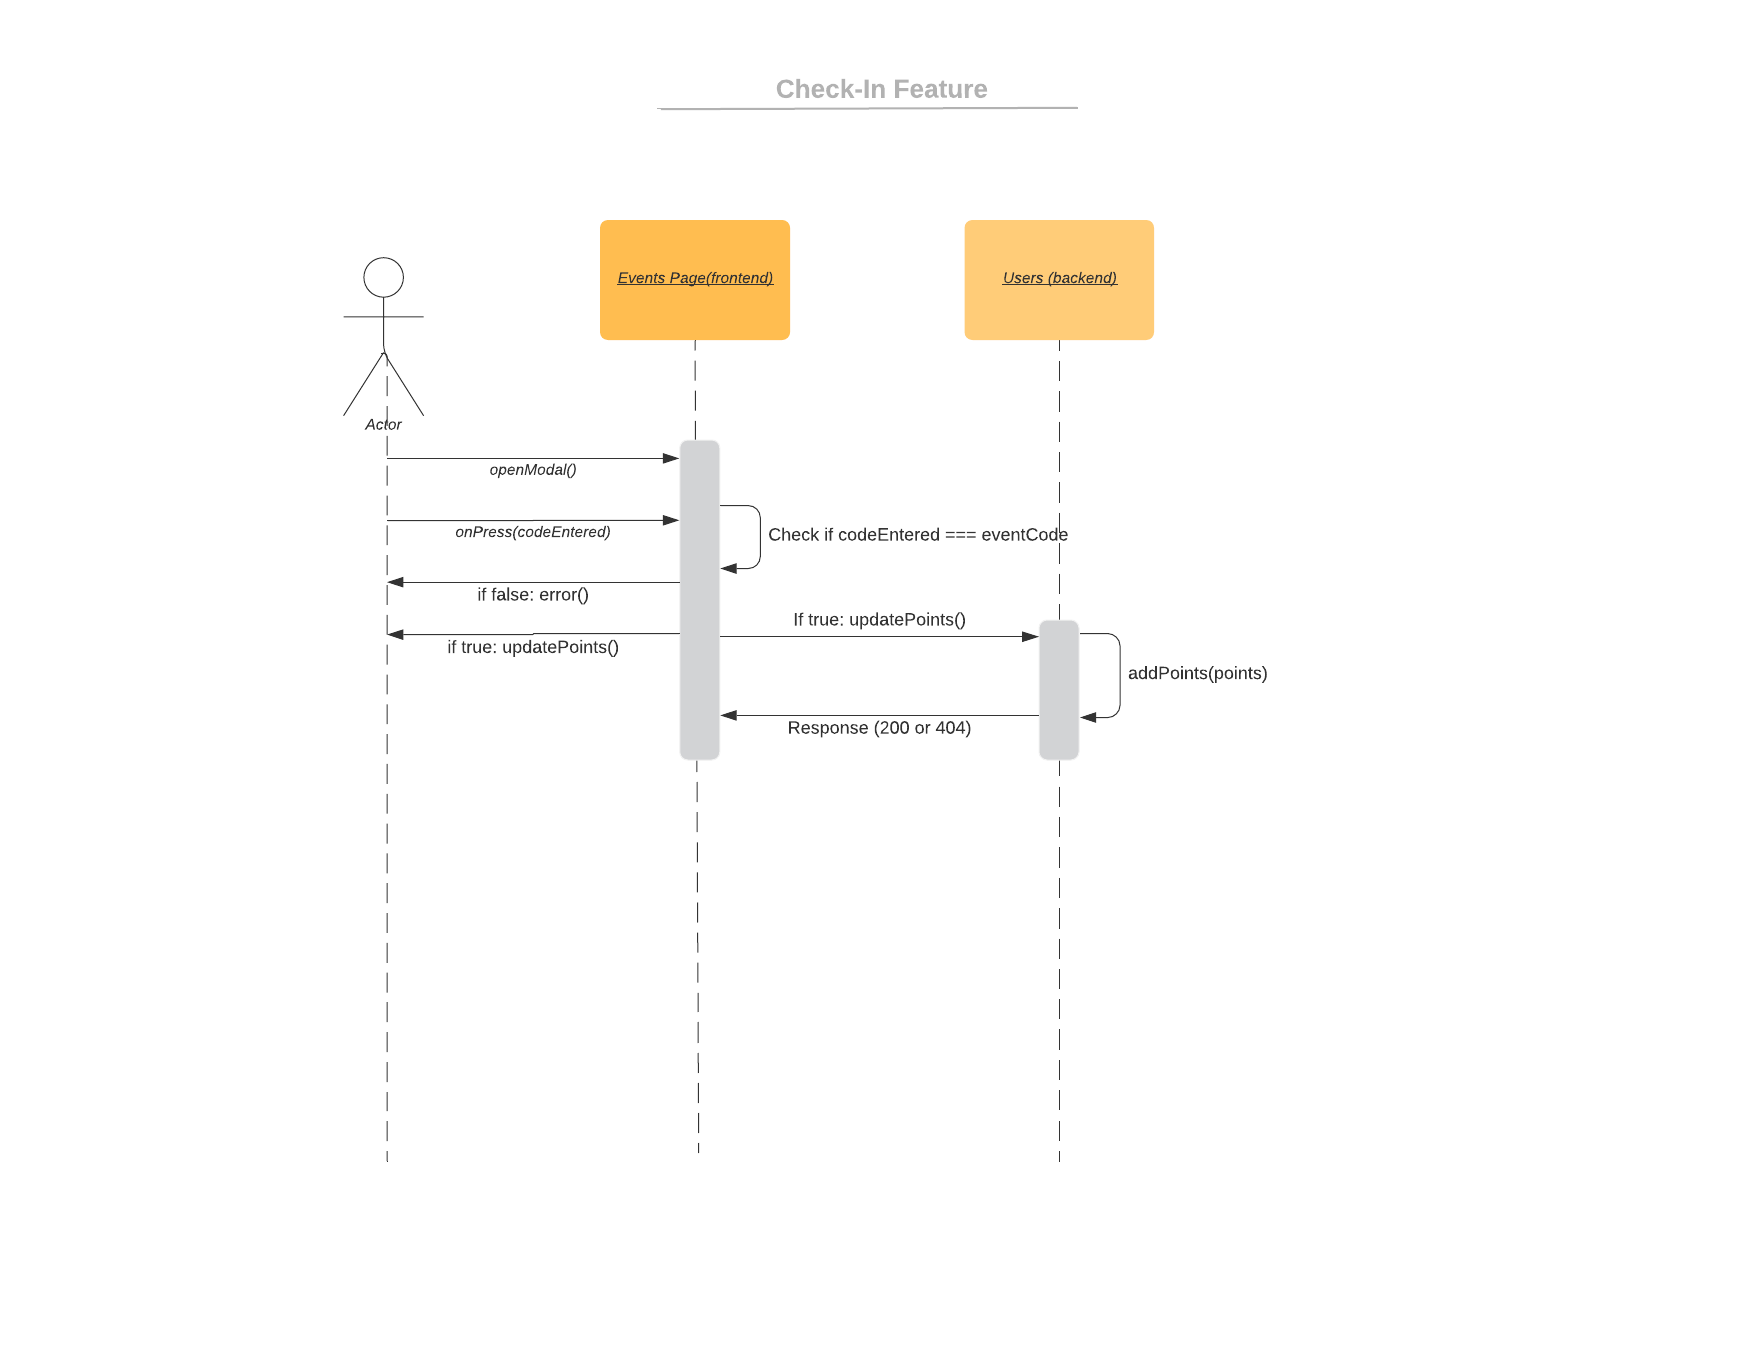 Check-In Feature
Events Page(frontend)
Users (backend)
Actor
openModal()
onPress(codeEntered)
Check if codeEntered === eventCode
if false: error()
If true: updatePoints()
if true: updatePoints()
addPoints(points)
Response (200 or 404)